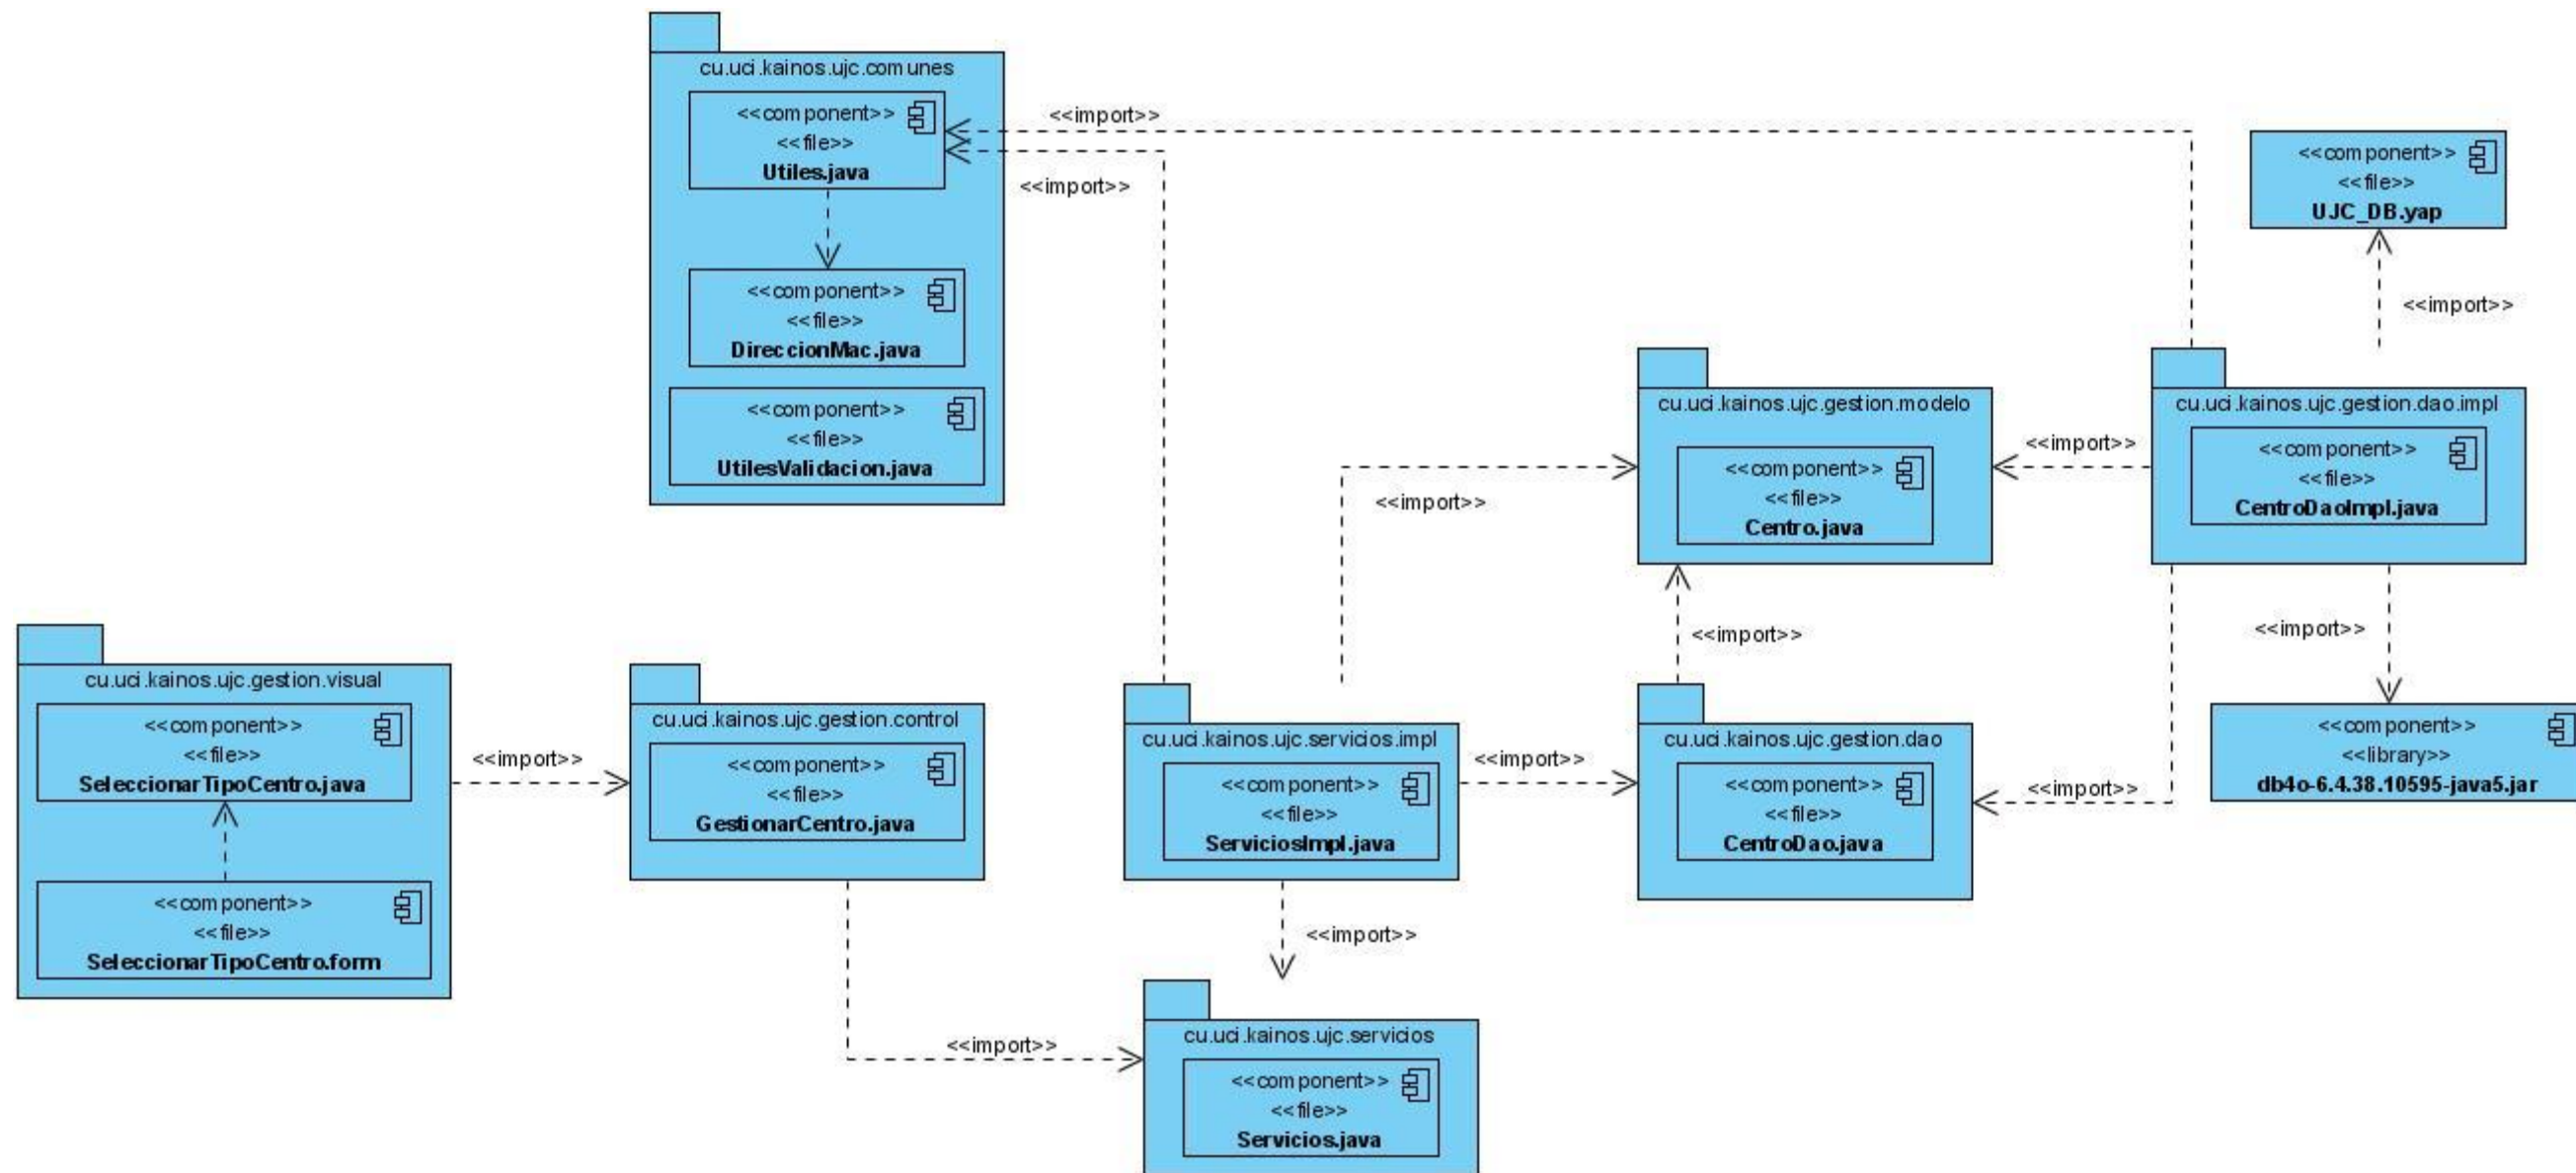 cu.uci.kainos.ujc.comunes
<<component>>
<<file>>
Utiles.java
<<component>>
<<file>>
DireccionMac.java
<<component>>
<<file>>
UtilesValidacion.java
<<import>>
<<import>>
<<component>>
<<file>>
UJC_DB.yap
<<import>>
cu.uci.kainos.ujc.gestion.modelo
<<component>>
<<file>>
Centro.java
<<import>>
cu.uci.kainos.ujc.gestion.dao.impl
<<component>>
<<file>>
CentroDaoImpl.java
<<import>>
<<import>>
<<import>>
cu.uci.kainos.ujc.gestion.visual
<<component>>
<<file>>
SeleccionarTipoCentro.java
<<component>>
<<file>>
SeleccionarTipoCentro.form
<<import>>
cu.uci.kainos.ujc.gestion.control
<<component>>
<<file>>
GestionarCentro.java
cu.uci.kainos.ujc.servicios.impl
<<component>>
<<file>>
ServiciosImpl.java
<<import>>
cu.uci.kainos.ujc.gestion.dao
<<component>>
<<file>>
CentroDao.java
<<import>>
<<component>>
<<library>>
db4o-6.4.38.10595-java5.jar
<<import>>
<<import>>
cu.uci.kainos.ujc.servicios
<<component>>
<<file>>
Servicios.java